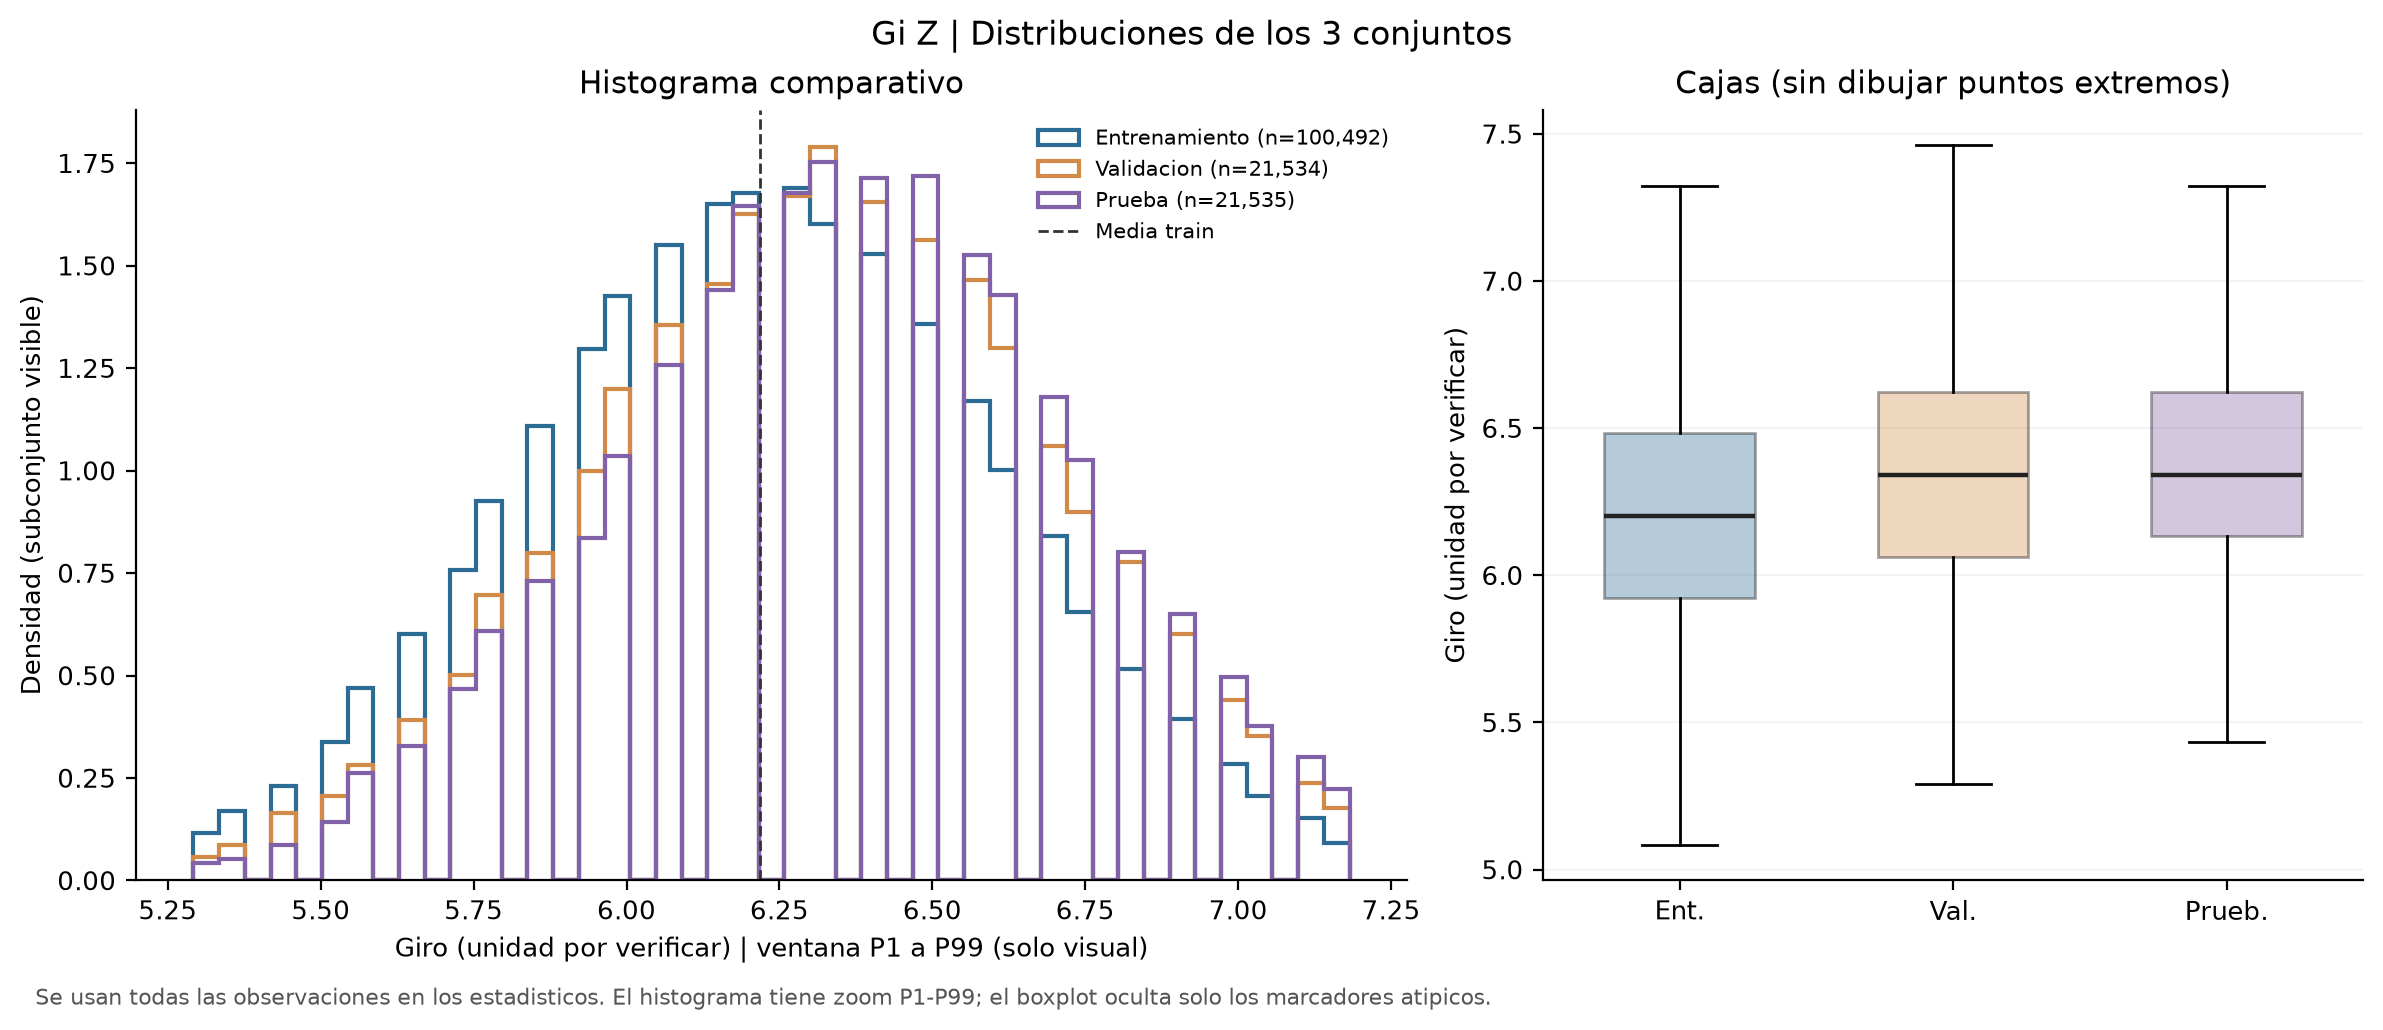 Gi Z | Distribuciones de los 3 conjuntos
Histograma comparativo
Densidad (subconjunto visible)
1.75
1.50
1.25
1.00
0.75
0.50
0.25
0.00
Entrenamiento (n=100,492)
Validacion (n=21,534)
Prueba (n=21,535)
Media train
5.25 5.50 5.75 6.00 6.25 6.50 6.75 7.00 7.25
Giro (unidad por verificar) | ventana P1 a P99 (solo visual)
Cajas (sin dibujar puntos extremos)
Giro (unidad por verificar)
7.5
7.0
6.5
6.0
5.5
5.0
Ent. Val. Prueb.
Se usan todas las observaciones en los estadisticos. El histograma tiene zoom P1-P99; el boxplot oculta solo los marcadores atipicos.